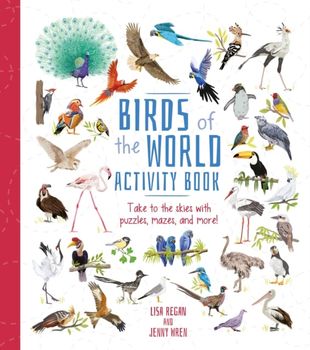 BIRDS of
the WORLD
ACTIVITY BOOK
Take to the skies with
puzzles, mazes, and more!
LISA REGAN
AND
JENNY WREN